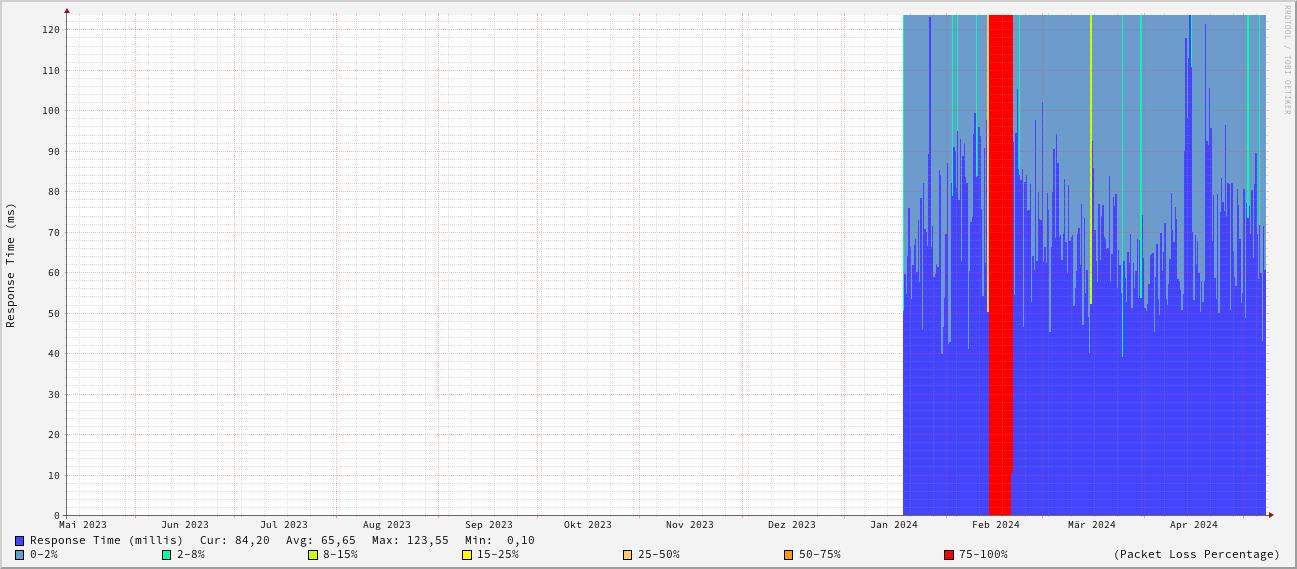 RRDTOOL / TOBI OETIKER
Response Time (ms)
120
110
100
90
80
70
60
50
40
30
20
10
0
Mai 2023 Jun 2023 Jul 2023 Aug 2023 Sep 2023 Okt 2023 Nov 2023 Dez 2023 Jan 2024 Feb 2024 Mär 2024 Apr 2024
Response Time (millis) Cur: 84,20 Avg: 65,65 Max: 123,55 Min: 0,10
0-2% 2-8% 8-15% 15-25% 25-50% 50-75% 75-100% (Packet Loss Percentage)